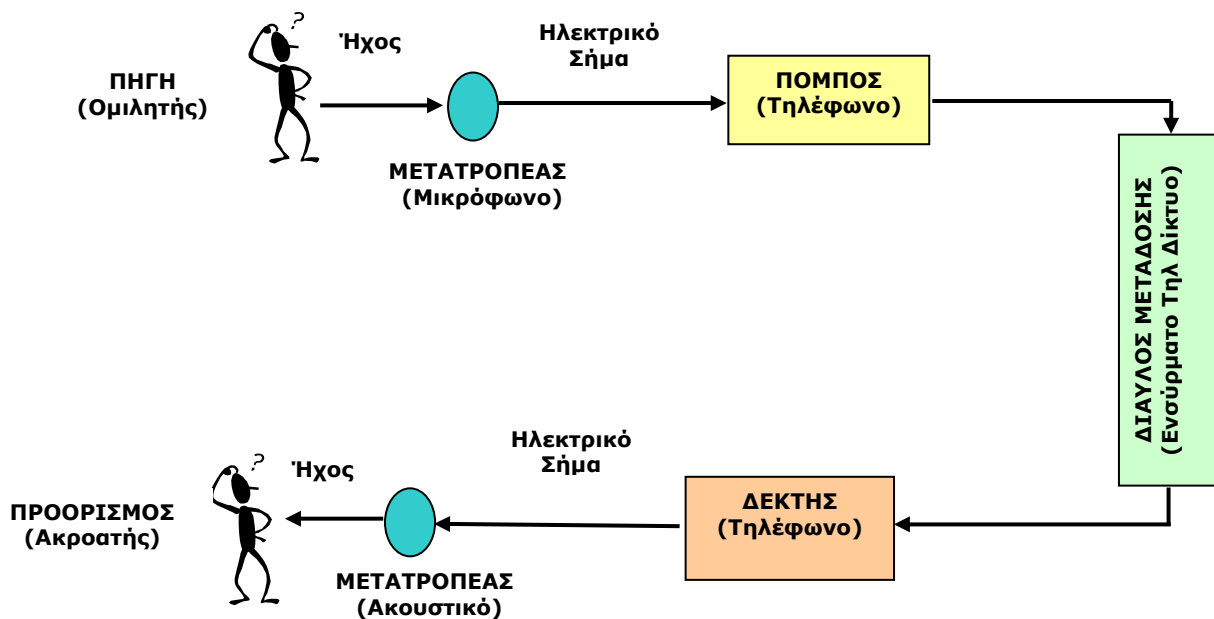 ?
Ήχος
Ηλεκτρικό
Σήμα
ΠΗΓΗ
(Ομιλητής)
ΠΟΜΠΟΣ
(Τηλέφωνο)
ΜΕΤΑΤΡΟΠΕΑΣ
(Μικρόφωνο)
ΔΙΑΥΛΟΣ ΜΕΤΑΔΟΣΗΣ
(Ενσύρματο Τηλ Δίκτυο)
Ηλεκτρικό
Σήμα
?
Ήχος
ΠΡΟΟΡΙΣΜΟΣ
(Ακροατής)
ΔΕΚΤΗΣ
(Τηλέφωνο)
ΜΕΤΑΤΡΟΠΕΑΣ
(Ακουστικό)